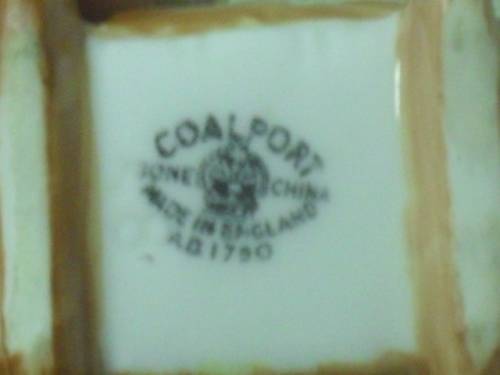 COALPORT
BONE CHINA
MADE IN ENGLAND
A.D. 1750